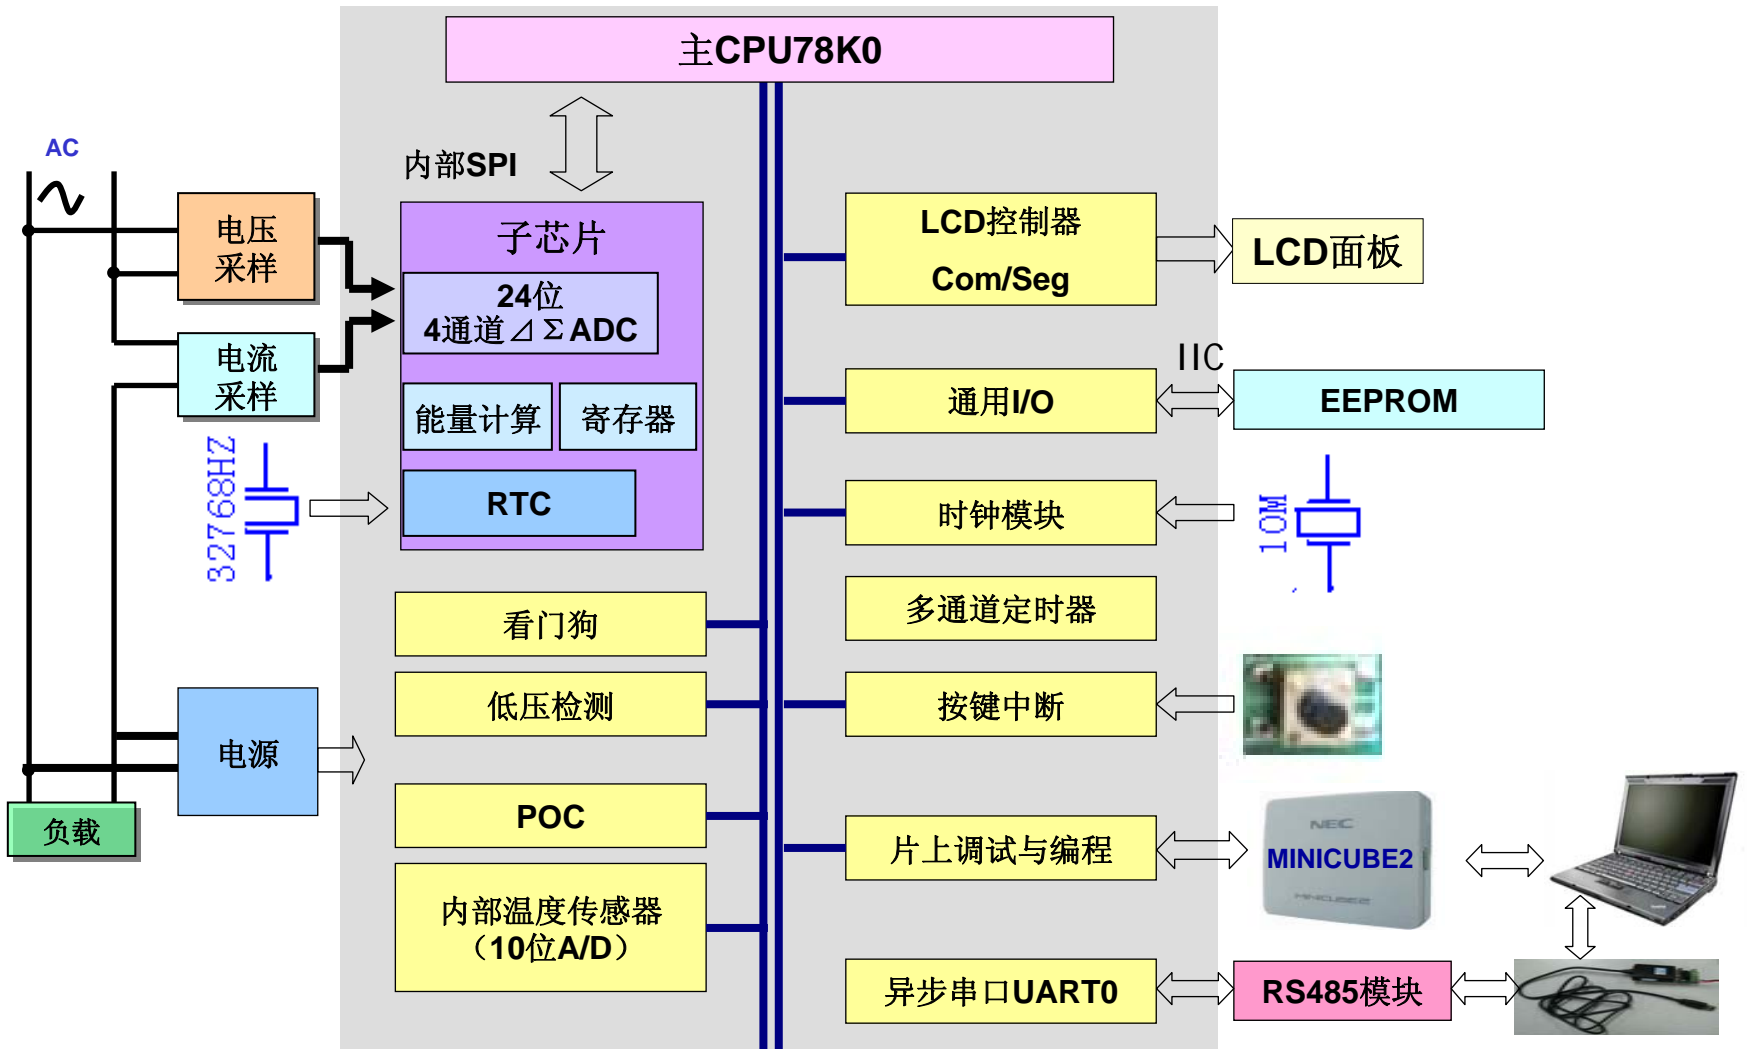 主CPU78K0
AC
内部SPI
电压
采样
子芯片
24位
4通道⊿ΣADC
电流
采样
能量计算
寄存器
32768HZ
RTC
LCD控制器
Com/Seg
LCD面板
IIC
通用I/O
EEPROM
时钟模块
10M
多通道定时器
看门狗
低压检测
按键中断
电源
负载
POC
片上调试与编程
NEC
MINICUBE2
MINICUBE2
内部温度传感器
（10位A/D）
异步串口UART0
RS485模块